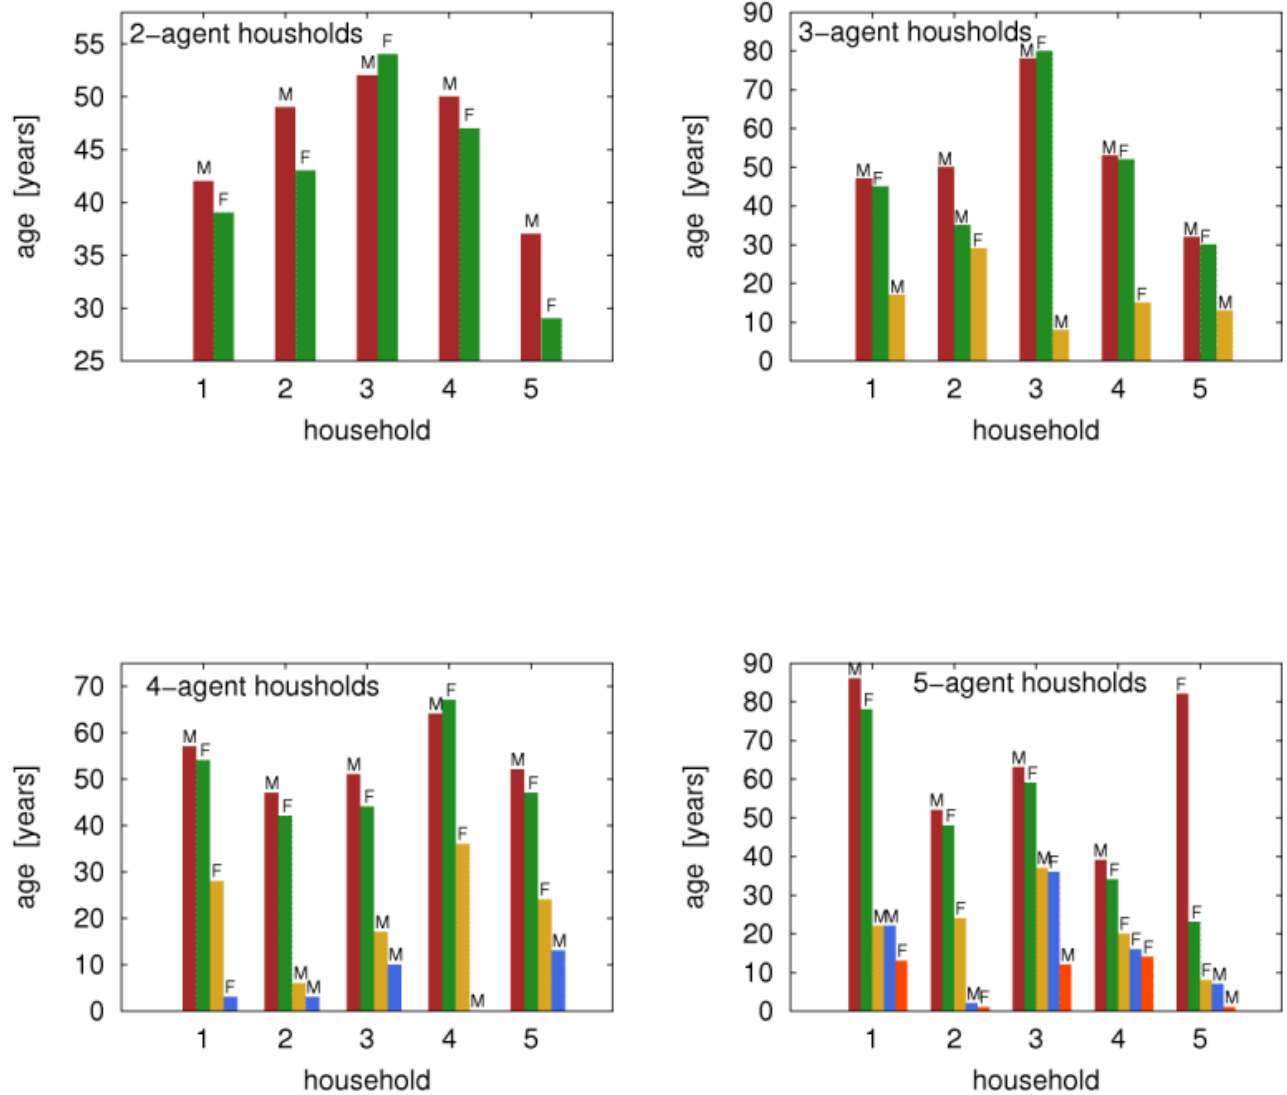 2-agent housholds
age [years]
55
50
45
40
35
30
25
M F M F M F M F M F
1 2 3 4 5
household
3-agent housholds
age [years]
90
80
70
60
50
40
30
20
10
0
M F M M M F M F M M F F M F M
1 2 3 4 5
household
4-agent housholds
age [years]
70
60
50
40
30
20
10
0
M F F F M F M M M F M M M F F M M F F M
1 2 3 4 5
household
5-agent housholds
age [years]
90
80
70
60
50
40
30
20
10
0
M F M M F M F F M F M F M F M M F F F F F F F M M
1 2 3 4 5
household